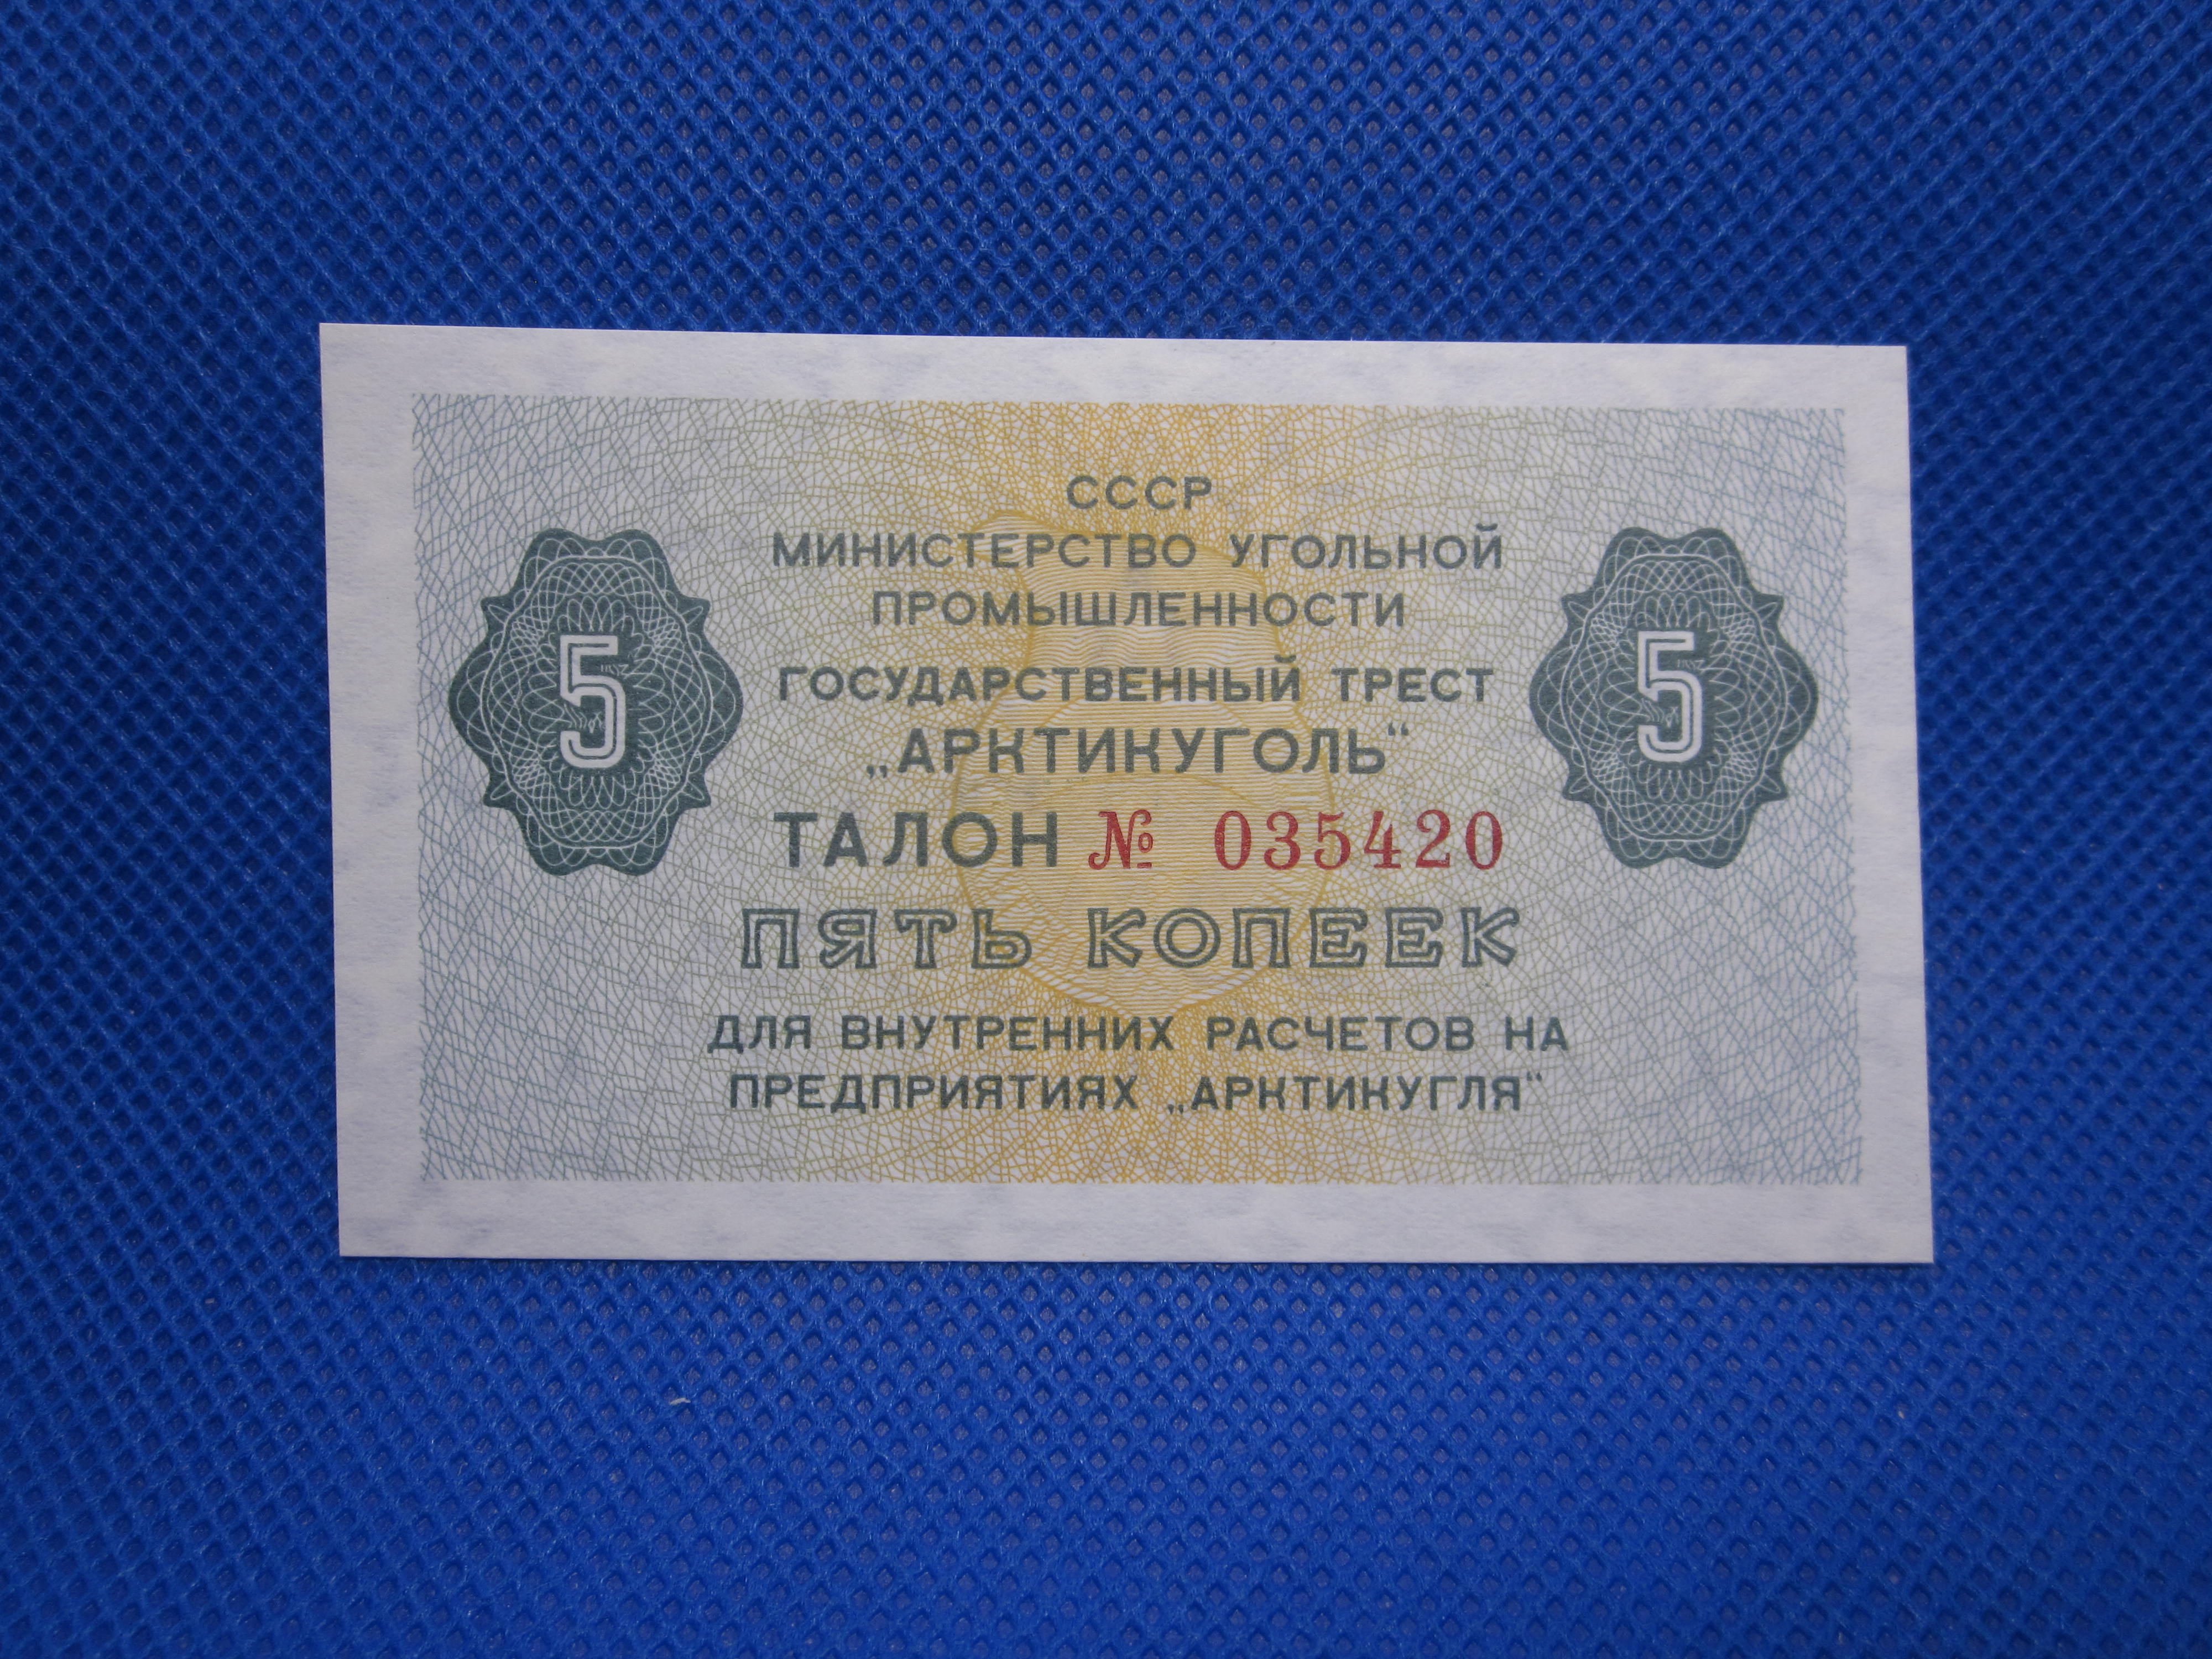 СССР
МИНИСТЕРСТВО УГОЛЬНОЙ
ПРОМЫШЛЕННОСТИ
ГОСУДАРСТВЕННЫЙ ТРЕСТ
„АРКТИКУГОЛЬ“
5 5
ТАЛОН № 035420
ПЯТЬ КОПЕЕК
ДЛЯ ВНУТРЕННИХ РАСЧЕТОВ НА
ПРЕДПРИЯТИЯХ „АРКТИКУГЛЯ“